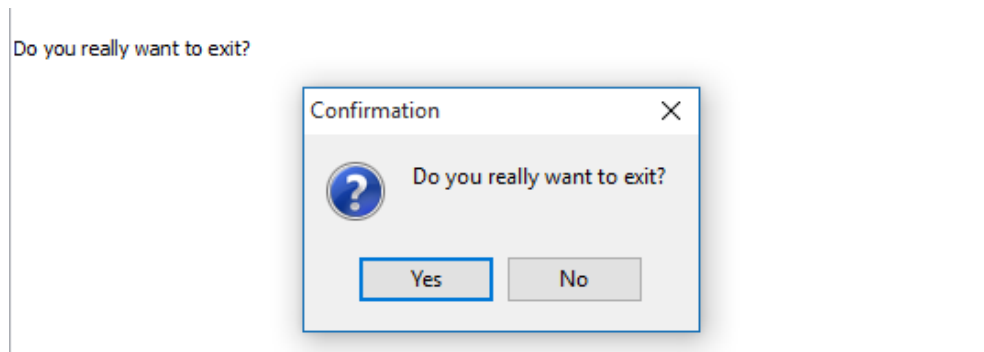 Do you really want to exit?
Confirmation
Do you really want to exit?
Yes No